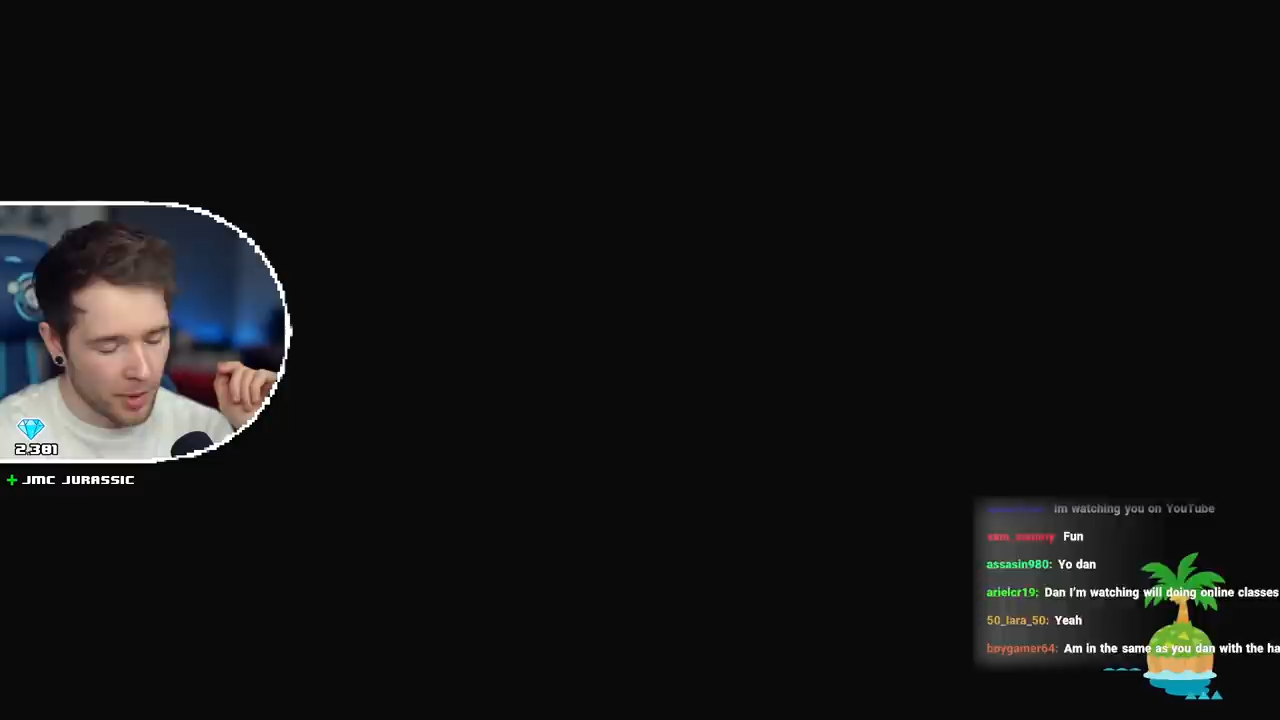 2,381
+ JMC JURASSIC
im watching you on YouTube
Fun
assasin980: Yo dan
arielcr19: Dan I'm watching will doing online classes
50_lara_50: Yeah
boygamer64: Am in the same as you dan with the ha